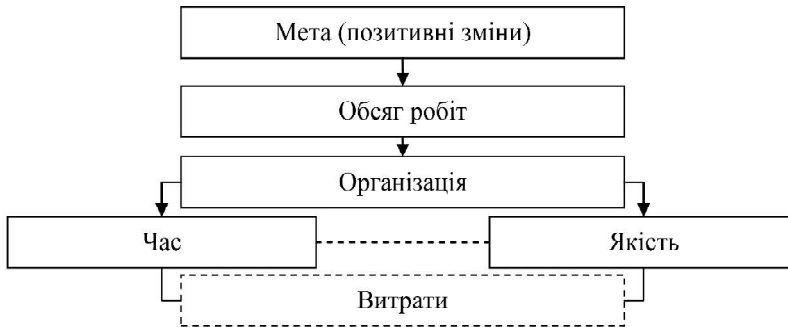 Мета (позитивні зміни)
Обсяг робіт
Організація
Час
Якість
Витрати